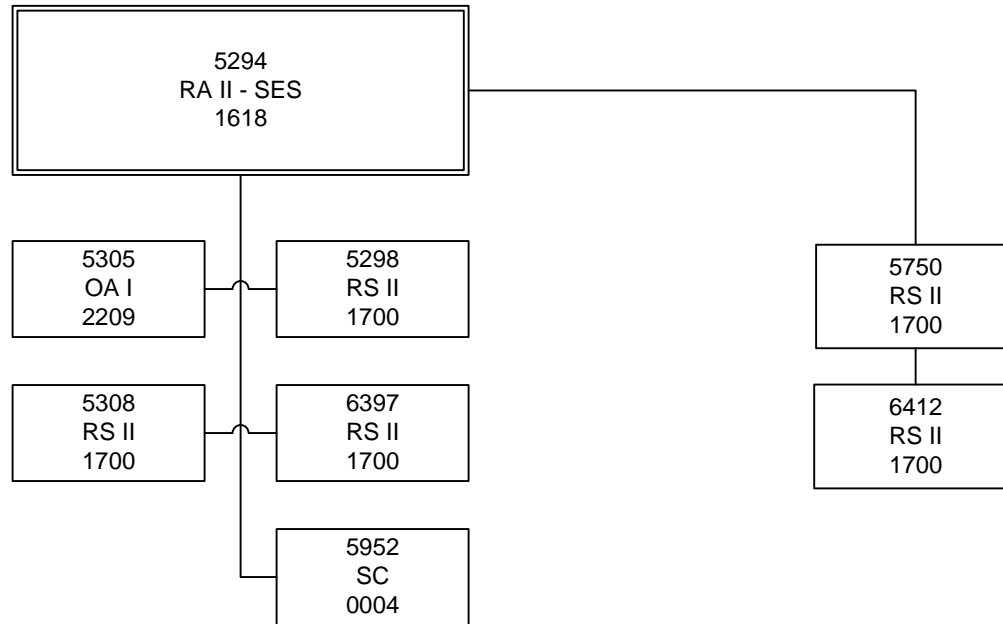 5294
RA II - SES
1618
5305
OA I
2209
5298
RS II
1700
5750
RS II
1700
5308
RS II
1700
6397
RS II
1700
6412
RS II
1700
5952
SC
0004